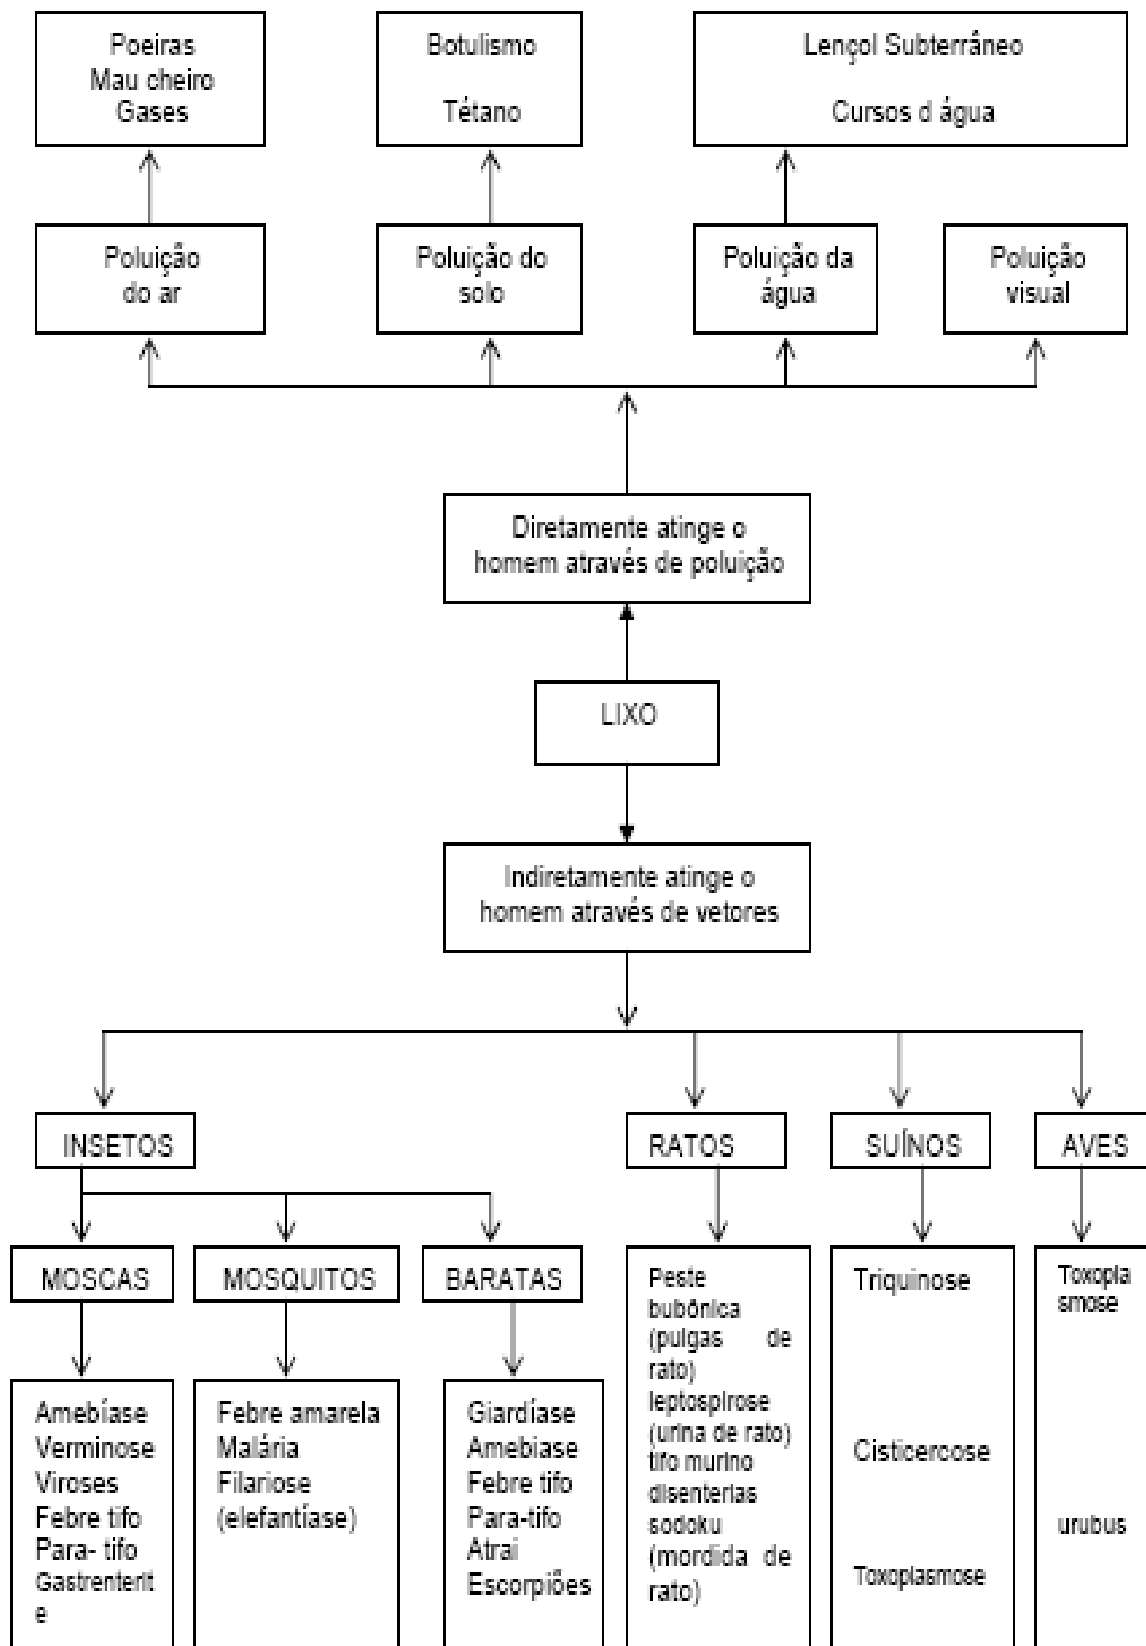 Poeiras
Mau cheiro
Gases
Botulismo
Tétano
Lençol Subterrâneo
Cursos d água
Poluição
do ar
Poluição do
solo
Poluição da
água
Poluição
visual
Diretamente atinge o
homem através de poluição
LIXO
Indiretamente atinge o
homem através de vetores
INSETOS
RATOS
SUÍNOS
AVES
MOSCAS
MOSQUITOS
BARATAS
Amebíase
Verminose
Viroses
Febre tifo
Para- tifo
Gastrenterit
e
Febre amarela
Malária
Filariose
(elefantíase)
Giardíase
Amebiase
Febre tifo
Para-tifo
Atrai
Escorpiões
Peste
bubônica
(pulgas de
rato)
leptospirose
(urina de rato)
tifo murino
disenterias
sodoku
(mordida de
rato)
Triquinose
Cisticercose
Toxoplasmose
Toxopla
smose
urubus